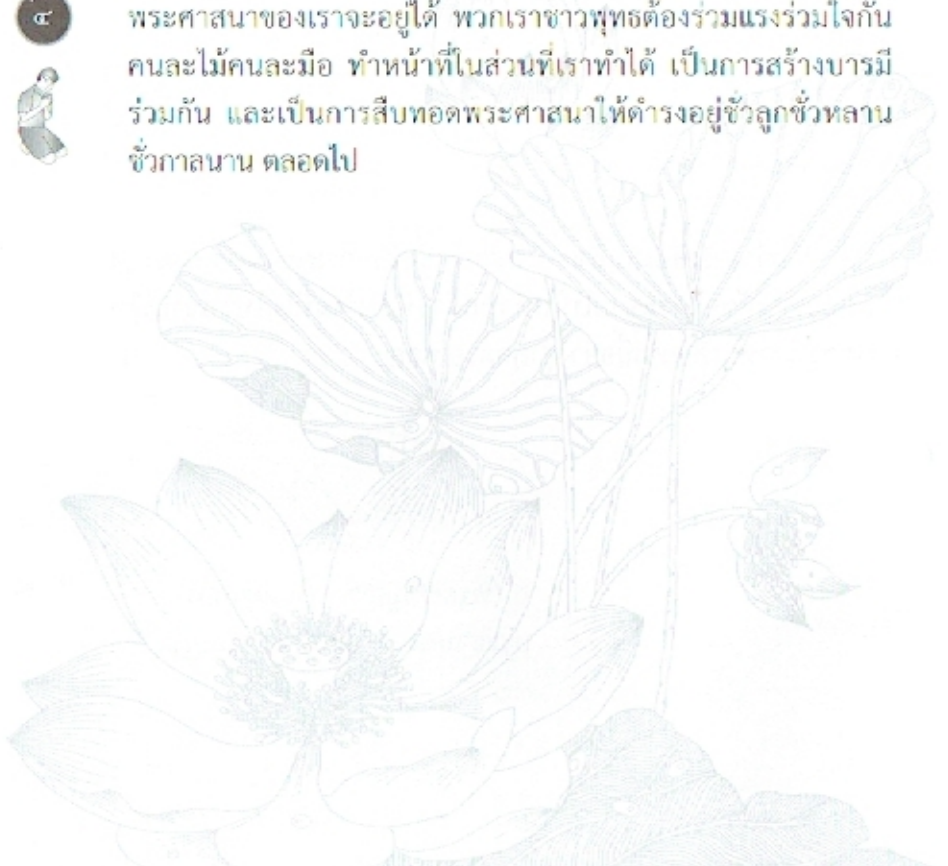 ๔
พระศาสนาของเราจะอยู่ได้ พวกเราชาวพุทธต้องร่วมแรงร่วมใจกัน
คนละไม้คนละมือ ทำหน้าที่ในส่วนที่เราทำได้ เป็นการสร้างบารมี
ร่วมกัน และเป็นการสืบทอดพระศาสนาให้ดำรงอยู่ชั่วลูกชั่วหลาน
ชั่วกาลนาน ตลอดไป